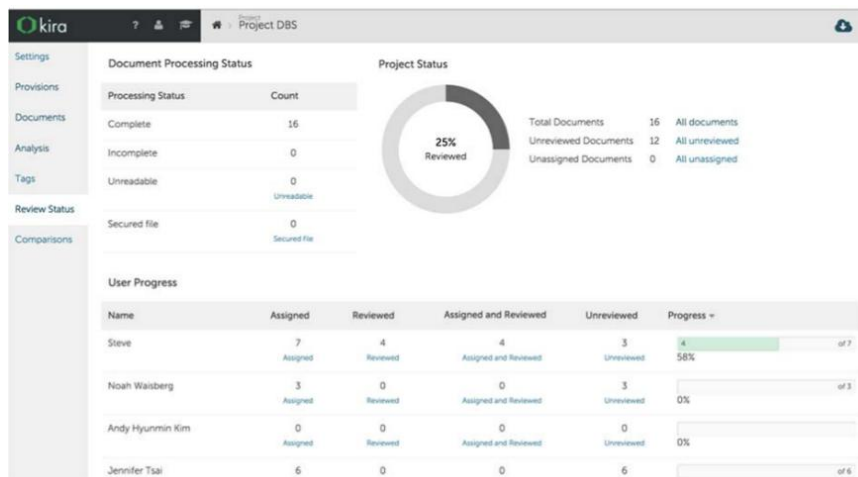 kira
?
Project
Project DBS
Settings
Provisions
Documents
Analysis
Tags
Review Status
Comparisons
Document Processing Status
Processing Status Count
Complete 16
Incomplete 0
Unreadable 0
Unreadable
Secured file 0
Secured file
Project Status
25%
Reviewed
Total Documents 16 All documents
Unreviewed Documents 12 All unreviewed
Unassigned Documents 0 All unassigned
User Progress
Name Assigned Reviewed Assigned and Reviewed Unreviewed Progress
Steve 7 4 4 3 4 of 7
Assigned Reviewed Assigned and Reviewed Unreviewed 58%
Noah Waisberg 3 0 0 3 of 3
Assigned Reviewed Assigned and Reviewed Unreviewed 0%
Andy Hyunmin Kim 0 0 0 0
Assigned Reviewed Assigned and Reviewed Unreviewed 0%
Jennifer Tsai 6 0 0 6 of 6